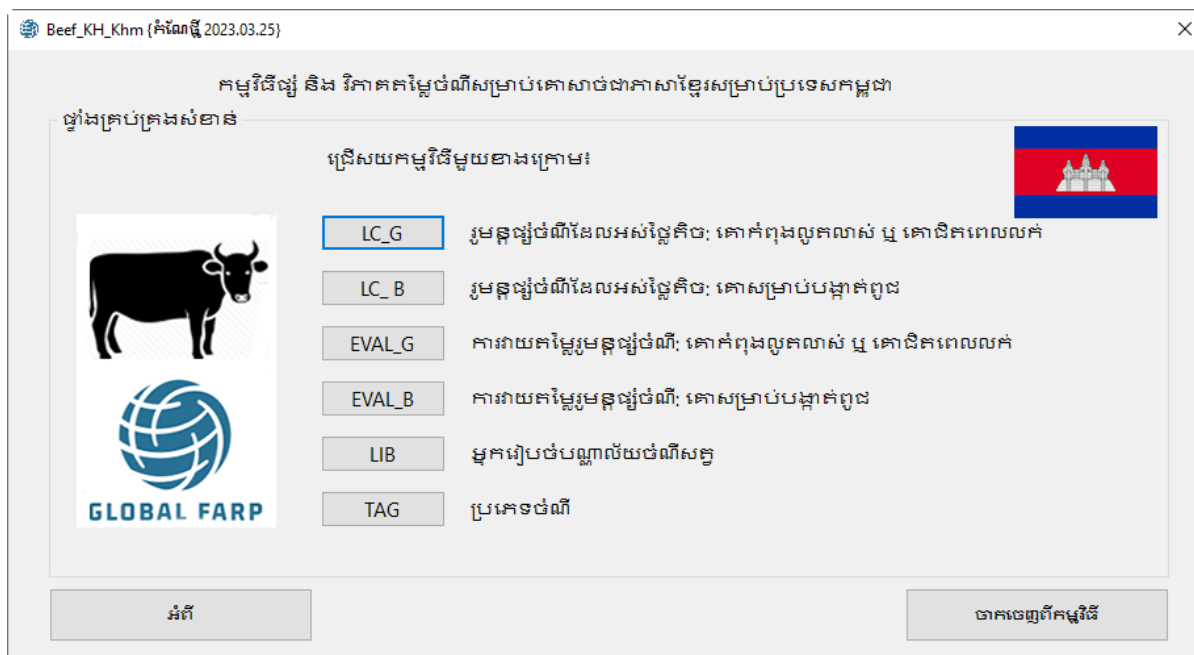 Beef_KH_Khm {កំណែថ្មី 2023.03.25}
កម្មវិធីផ្សំ និង វិភាគតម្លៃចំណីសម្រាប់គោសាច់ជាភាសាខ្មែរសម្រាប់ប្រទេសកម្ពុជា
ផ្ទាំងគ្រប់គ្រងសំខាន់
ជ្រើសយកកម្មវិធីមួយខាងក្រោម៖
LC_G រូមន្តផ្សំចំណីដែលអស់ថ្លៃតិច: គោកំពុងលូតលាស់ ឬ គោជិតពេលលក់
LC_ B រូមន្តផ្សំចំណីដែលអស់ថ្លៃតិច: គោសម្រាប់បង្កាត់ពូជ
EVAL_G ការវាយតម្លៃរូមន្តផ្សំចំណី: គោកំពុងលូតលាស់ ឬ គោជិតពេលលក់
EVAL_B ការវាយតម្លៃរូមន្តផ្សំចំណី: គោសម្រាប់បង្កាត់ពូជ
LIB អ្នករៀបចំបណ្ណាល័យចំណីសត្វ
TAG ប្រភេទចំណី
GLOBAL FARP
អំពី
ចាកចេញពីកម្មវិធី